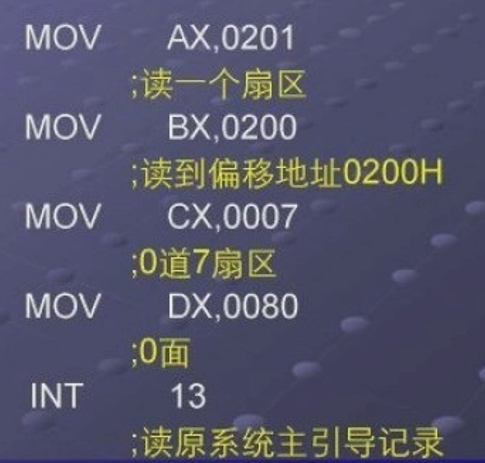 MOV AX,0201
;读一个扇区
MOV BX,0200
;读到偏移地址0200H
MOV CX,0007
;0道7扇区
MOV DX,0080
;0面
INT 13
;读原系统主引导记录